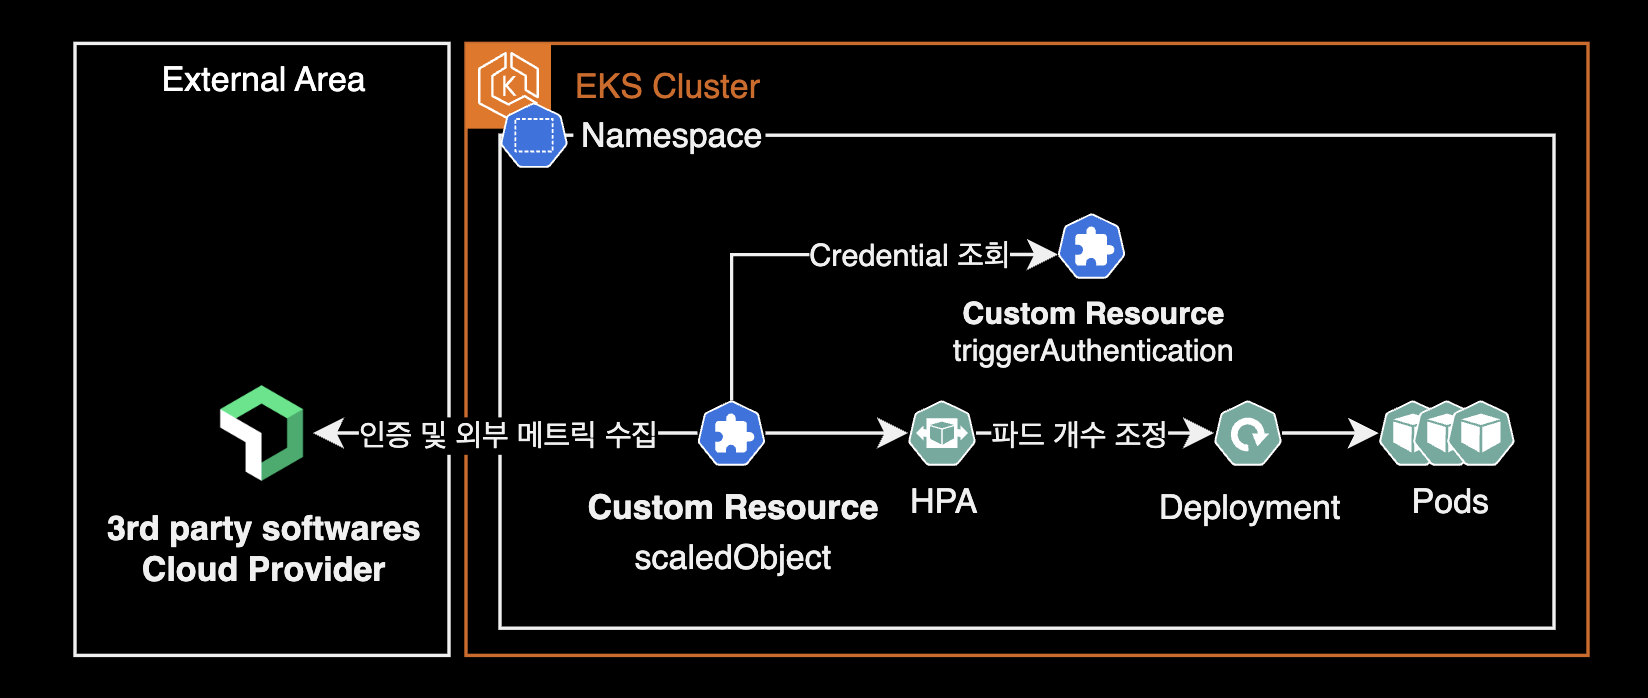 External Area
EKS Cluster
K
Namespace
Credential 조회
Custom Resource
triggerAuthentication
인증 및 외부 메트릭 수집
파드 개수 조정
Custom Resource
scaledObject
HPA
Deployment
Pods
3rd party softwares
Cloud Provider